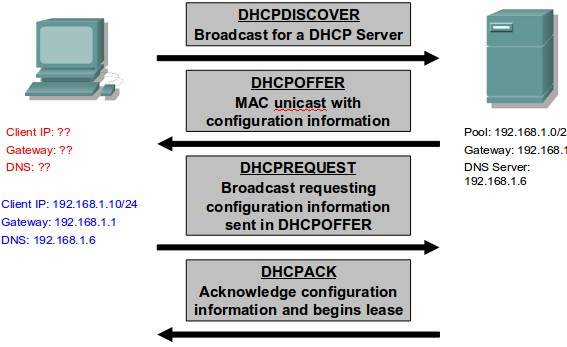 DHCPDISCOVER
Broadcast for a DHCP Server
DHCPOFFER
MAC unicast with
configuration information
Client IP: ??
Gateway: ??
DNS: ??
Pool: 192.168.1.0/2
Gateway: 192.168.1
DNS Server:
192.168.1.6
DHCPREQUEST
Broadcast requesting
configuration information
sent in DHCPOFFER
Client IP: 192.168.1.10/24
Gateway: 192.168.1.1
DNS: 192.168.1.6
DHCPACK
Acknowledge configuration
information and begins lease